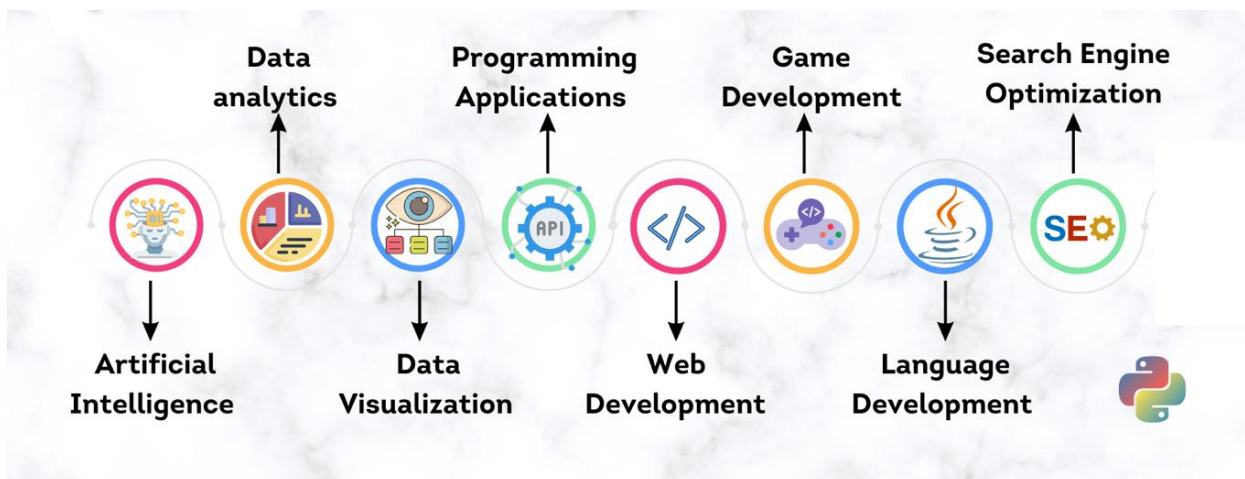 Data
analytics
Programming
Applications
Game
Development
Search Engine
Optimization
AI
API
</>
</>
SEO
Artificial
Intelligence
Data
Visualization
Web
Development
Language
Development